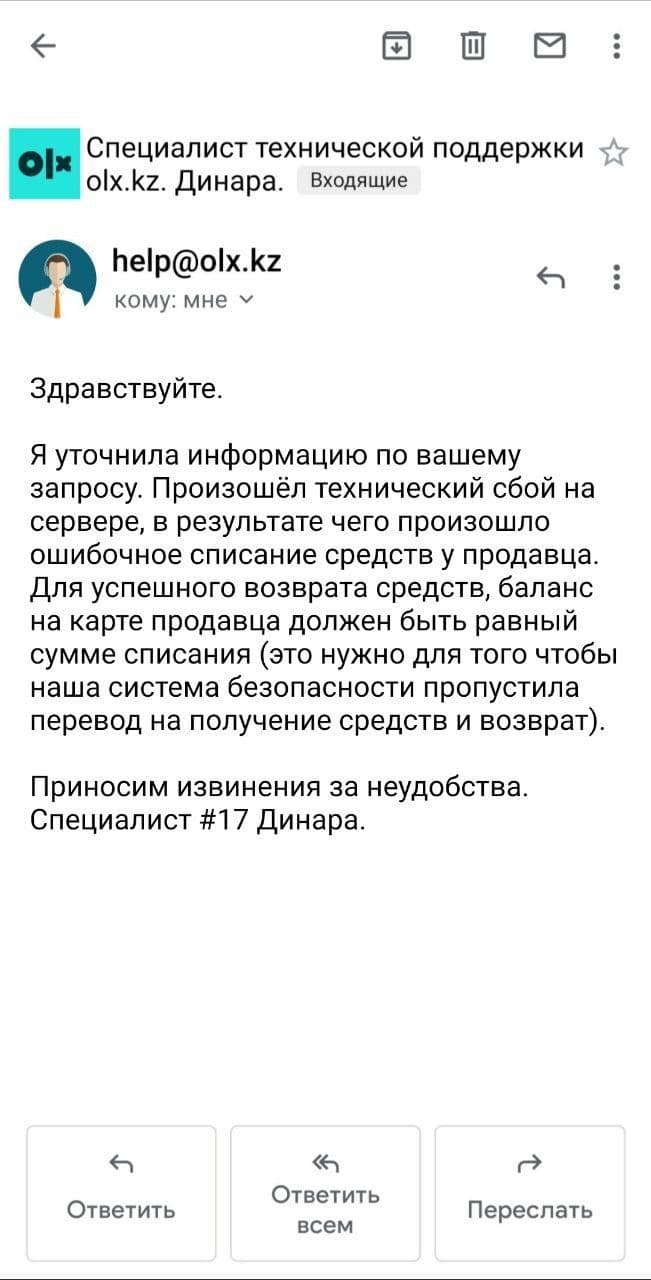 olx
Специалист технической поддержки
olx.kz. Динара. Входящие
help@olx.kz
кому: мне
Здравствуйте.
Я уточнила информацию по вашему
запросу. Произошёл технический сбой на
сервере, в результате чего произошло
ошибочное списание средств у продавца.
Для успешного возврата средств, баланс
на карте продавца должен быть равный
сумме списания (это нужно для того чтобы
наша система безопасности пропустила
перевод на получение средств и возврат).
Приносим извинения за неудобства.
Специалист #17 Динара.
Ответить
Ответить
всем
Переслать